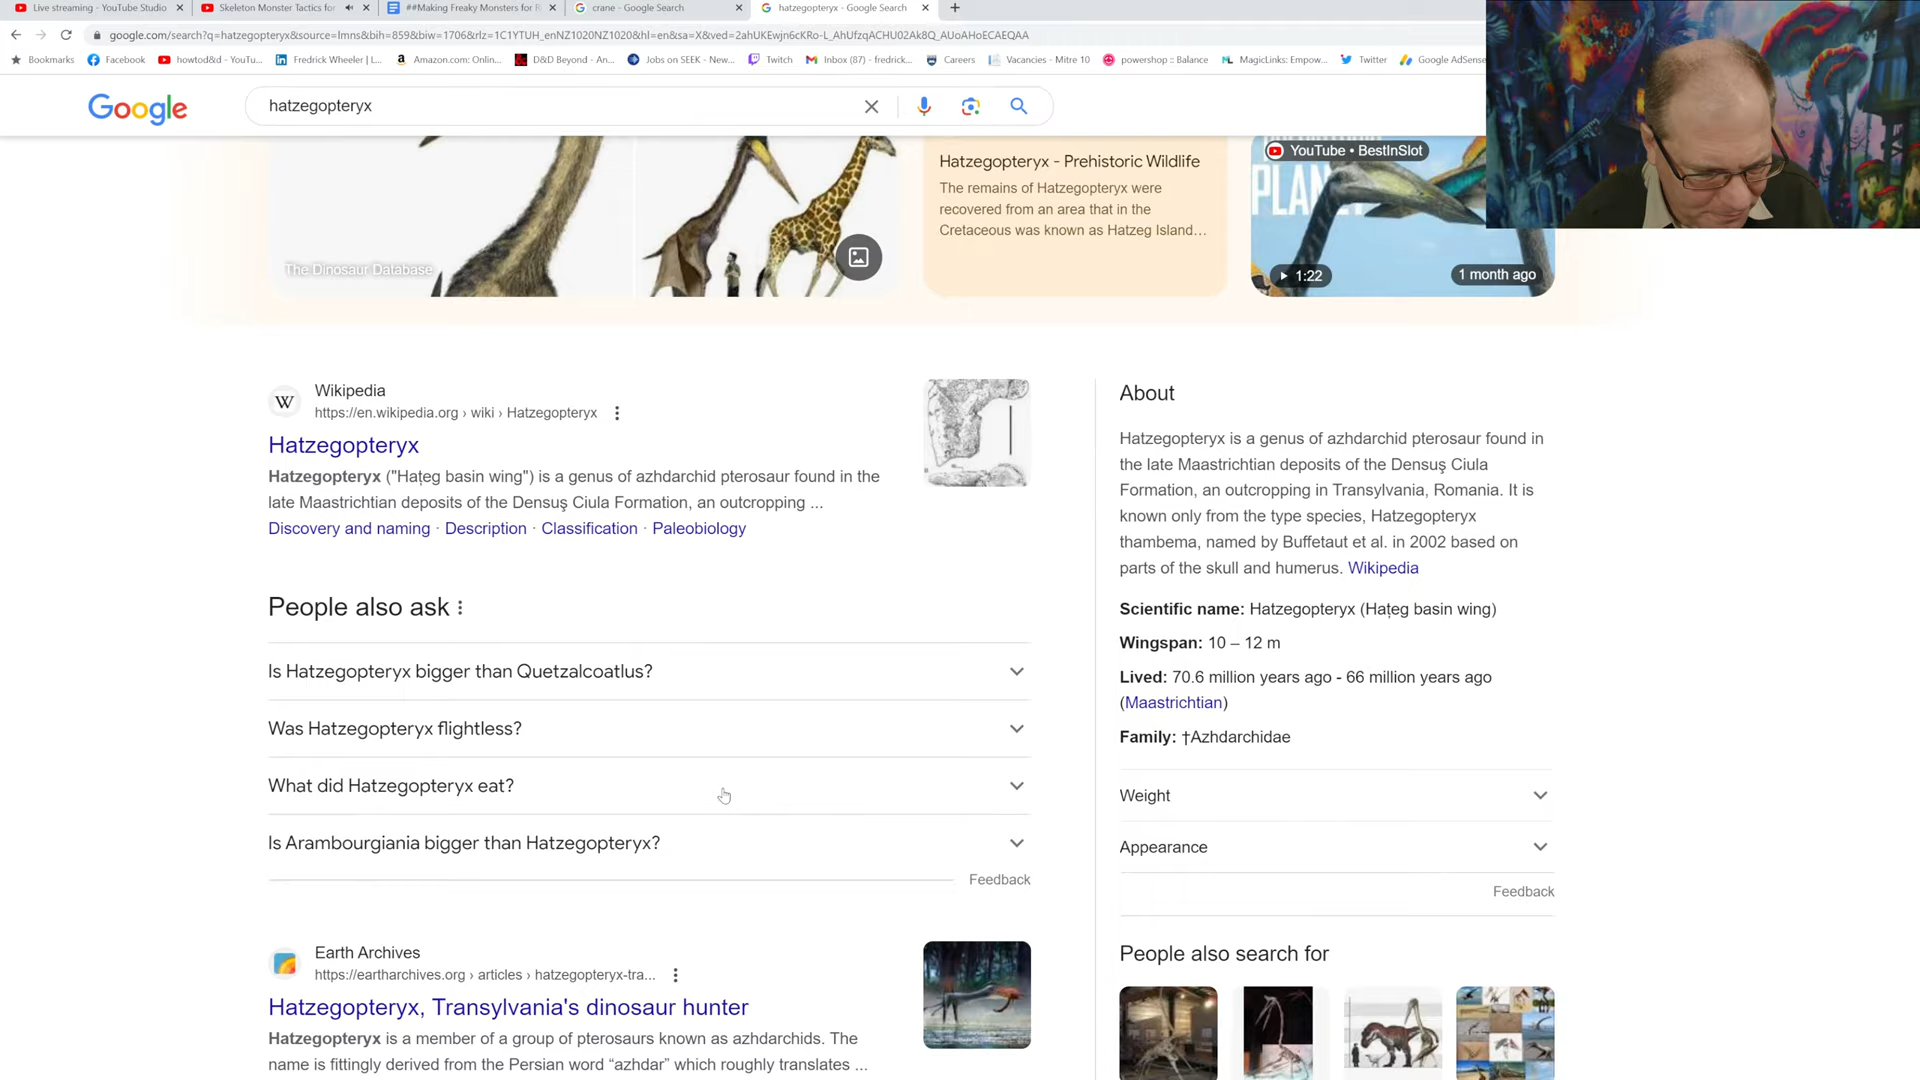 Live streaming - YouTube Studio
Skeleton Monster Tactics for
##Making Freaky Monsters for R
crane - Google Search
hatzegopteryx - Google Search
google.com/search?q=hatzegopteryx&source=lmns&bih=859&biw=1706&rlz=1C1YTUH_enNZ1020NZ1020&hl=en&sa=X&ved=2ahUKEwjn6cKRo-L_AhUfzqACHU02Ak8Q_AUoAHoECAEQAA
Bookmarks
Facebook
howtod&d - YouTu...
Fredrick Wheeler | L...
Amazon.com: Onlin...
D&D Beyond - An...
Jobs on SEEK - New...
Twitch
Inbox (87) - fredrick...
Careers
Vacancies - Mitre 10
powershop :: Balance
MagicLinks: Empow...
Twitter
Google AdSense
Google
hatzegopteryx
The Dinosaur Database
Hatzegopteryx - Prehistoric Wildlife
The remains of Hatzegopteryx were
recovered from an area that in the
Cretaceous was known as Hatzeg Island...
YouTube • BestInSlot
PLANET
1:22
1 month ago
W
Wikipedia
https://en.wikipedia.org › wiki › Hatzegopteryx
Hatzegopteryx
Hatzegopteryx ("Hațeg basin wing") is a genus of azhdarchid pterosaur found in the
late Maastrichtian deposits of the Densuş Ciula Formation, an outcropping ...
Discovery and naming · Description · Classification · Paleobiology
People also ask
Is Hatzegopteryx bigger than Quetzalcoatlus?
Was Hatzegopteryx flightless?
What did Hatzegopteryx eat?
Is Arambourgiania bigger than Hatzegopteryx?
Feedback
Earth Archives
https://eartharchives.org › articles › hatzegopteryx-tra...
Hatzegopteryx, Transylvania's dinosaur hunter
Hatzegopteryx is a member of a group of pterosaurs known as azhdarchids. The
name is fittingly derived from the Persian word “azhdar” which roughly translates ...
About
Hatzegopteryx is a genus of azhdarchid pterosaur found in
the late Maastrichtian deposits of the Densuş Ciula
Formation, an outcropping in Transylvania, Romania. It is
known only from the type species, Hatzegopteryx
thambema, named by Buffetaut et al. in 2002 based on
parts of the skull and humerus. Wikipedia
Scientific name: Hatzegopteryx (Hațeg basin wing)
Wingspan: 10 – 12 m
Lived: 70.6 million years ago - 66 million years ago
(Maastrichtian)
Family: †Azhdarchidae
Weight
Appearance
Feedback
People also search for